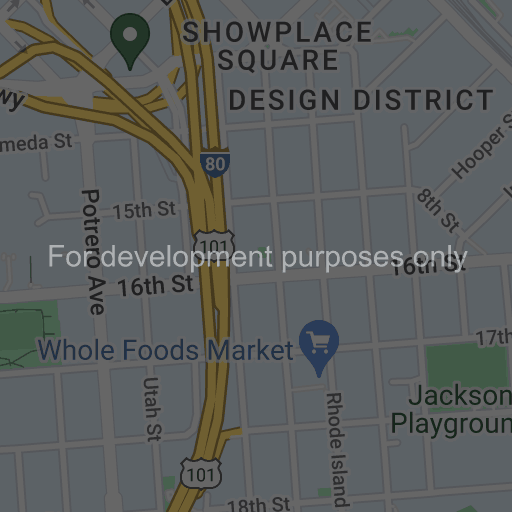 SHOWPLACE
SQUARE
DESIGN DISTRICT
wy
meda St
Hooper S
80
15th St
8th St
Potrero Ave
101
For development purposes only
16th St
16th St
17th
Whole Foods Market
Utah St
Rhode Island
Jackson
Playgroun
101
18th St